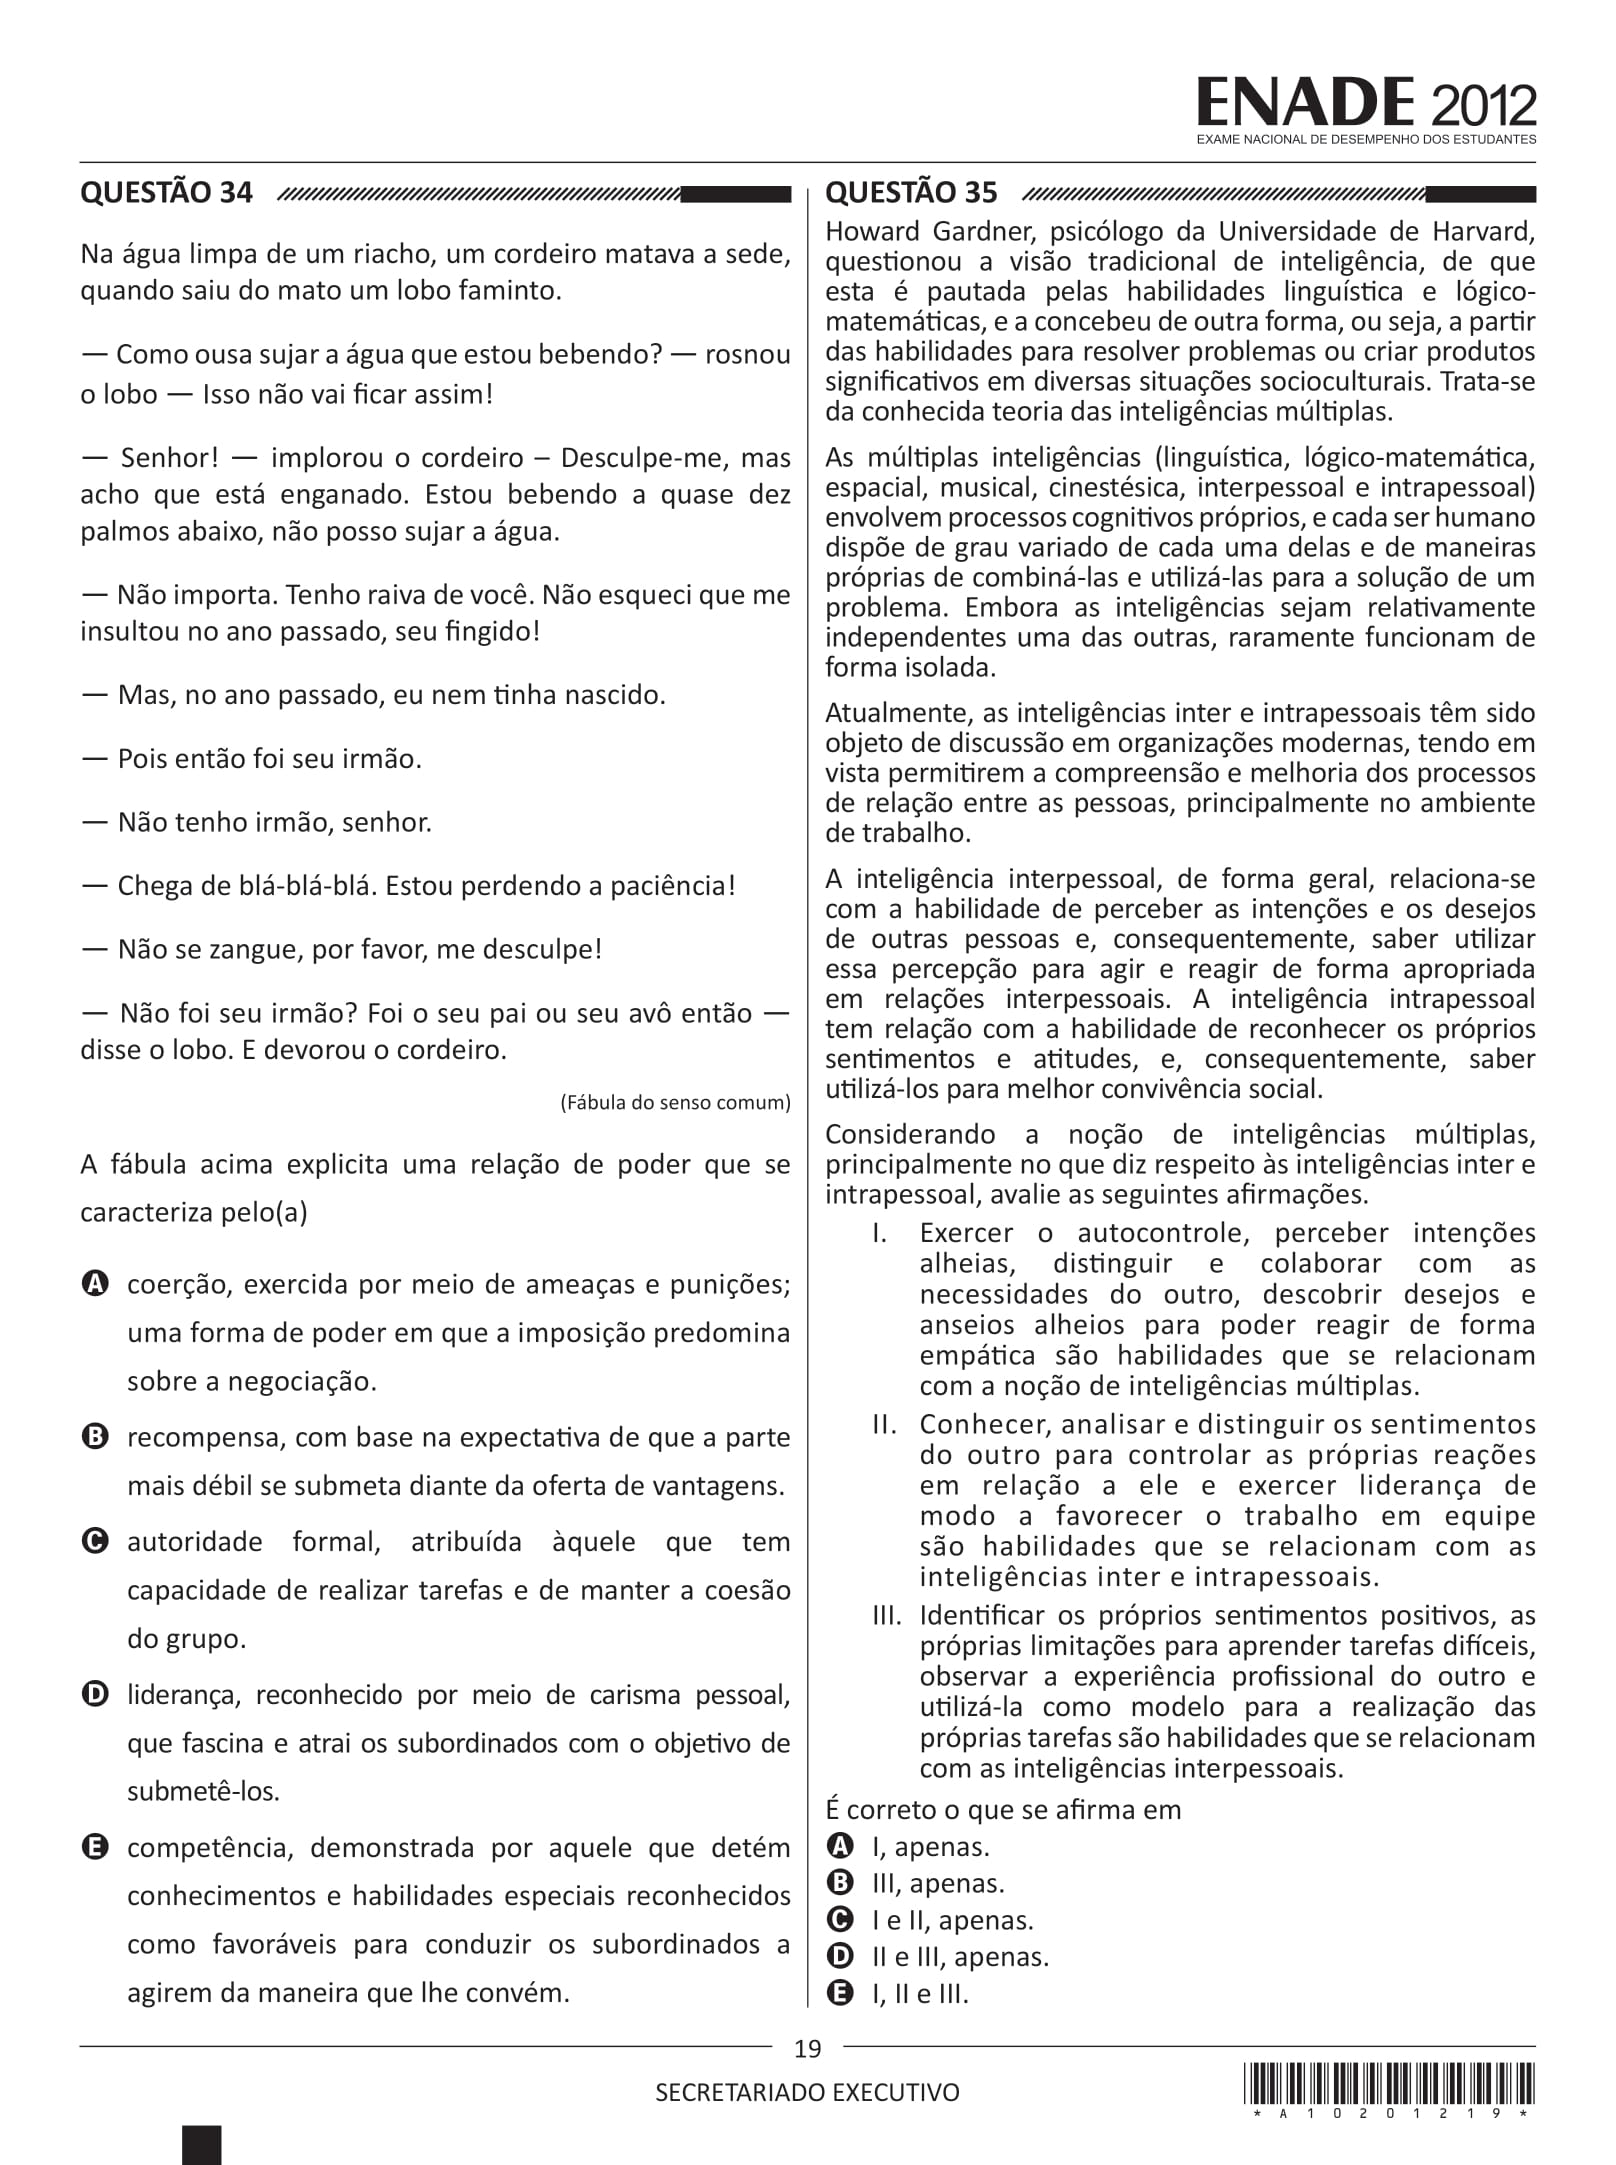 ENADE 2012
EXAME NACIONAL DE DESEMPENHO DOS ESTUDANTES
QUESTÃO 34
Na água limpa de um riacho, um cordeiro matava a sede,
quando saiu do mato um lobo faminto.
— Como ousa sujar a água que estou bebendo? — rosnou
o lobo — Isso não vai ficar assim!
— Senhor! — implorou o cordeiro – Desculpe-me, mas
acho que está enganado. Estou bebendo a quase dez
palmos abaixo, não posso sujar a água.
— Não importa. Tenho raiva de você. Não esqueci que me
insultou no ano passado, seu fingido!
— Mas, no ano passado, eu nem tinha nascido.
— Pois então foi seu irmão.
— Não tenho irmão, senhor.
— Chega de blá-blá-blá. Estou perdendo a paciência!
— Não se zangue, por favor, me desculpe!
— Não foi seu irmão? Foi o seu pai ou seu avô então —
disse o lobo. E devorou o cordeiro.
(Fábula do senso comum)
A fábula acima explicita uma relação de poder que se
caracteriza pelo(a)
A coerção, exercida por meio de ameaças e punições;
uma forma de poder em que a imposição predomina
sobre a negociação.
B recompensa, com base na expectativa de que a parte
mais débil se submeta diante da oferta de vantagens.
C autoridade formal, atribuída àquele que tem
capacidade de realizar tarefas e de manter a coesão
do grupo.
D liderança, reconhecido por meio de carisma pessoal,
que fascina e atrai os subordinados com o objetivo de
submetê-los.
E competência, demonstrada por aquele que detém
conhecimentos e habilidades especiais reconhecidos
como favoráveis para conduzir os subordinados a
agirem da maneira que lhe convém.
QUESTÃO 35
Howard Gardner, psicólogo da Universidade de Harvard,
questionou a visão tradicional de inteligência, de que
esta é pautada pelas habilidades linguística e lógico-
matemáticas, e a concebeu de outra forma, ou seja, a partir
das habilidades para resolver problemas ou criar produtos
significativos em diversas situações socioculturais. Trata-se
da conhecida teoria das inteligências múltiplas.
As múltiplas inteligências (linguística, lógico-matemática,
espacial, musical, cinestésica, interpessoal e intrapessoal)
envolvem processos cognitivos próprios, e cada ser humano
dispõe de grau variado de cada uma delas e de maneiras
próprias de combiná-las e utilizá-las para a solução de um
problema. Embora as inteligências sejam relativamente
independentes uma das outras, raramente funcionam de
forma isolada.
Atualmente, as inteligências inter e intrapessoais têm sido
objeto de discussão em organizações modernas, tendo em
vista permitirem a compreensão e melhoria dos processos
de relação entre as pessoas, principalmente no ambiente
de trabalho.
A inteligência interpessoal, de forma geral, relaciona-se
com a habilidade de perceber as intenções e os desejos
de outras pessoas e, consequentemente, saber utilizar
essa percepção para agir e reagir de forma apropriada
em relações interpessoais. A inteligência intrapessoal
tem relação com a habilidade de reconhecer os próprios
sentimentos e atitudes, e, consequentemente, saber
utilizá-los para melhor convivência social.
Considerando a noção de inteligências múltiplas,
principalmente no que diz respeito às inteligências inter e
intrapessoal, avalie as seguintes afirmações.
I. Exercer o autocontrole, perceber intenções
alheias, distinguir e colaborar com as
necessidades do outro, descobrir desejos e
anseios alheios para poder reagir de forma
empática são habilidades que se relacionam
com a noção de inteligências múltiplas.
II. Conhecer, analisar e distinguir os sentimentos
do outro para controlar as próprias reações
em relação a ele e exercer liderança de
modo a favorecer o trabalho em equipe
são habilidades que se relacionam com as
inteligências inter e intrapessoais.
III. Identificar os próprios sentimentos positivos, as
próprias limitações para aprender tarefas difíceis,
observar a experiência profissional do outro e
utilizá-la como modelo para a realização das
próprias tarefas são habilidades que se relacionam
com as inteligências interpessoais.
É correto o que se afirma em
A I, apenas.
B III, apenas.
C I e II, apenas.
D II e III, apenas.
E I, II e III.
19
SECRETARIADO EXECUTIVO
* A 1 0 2 0 1 2 1 9 *